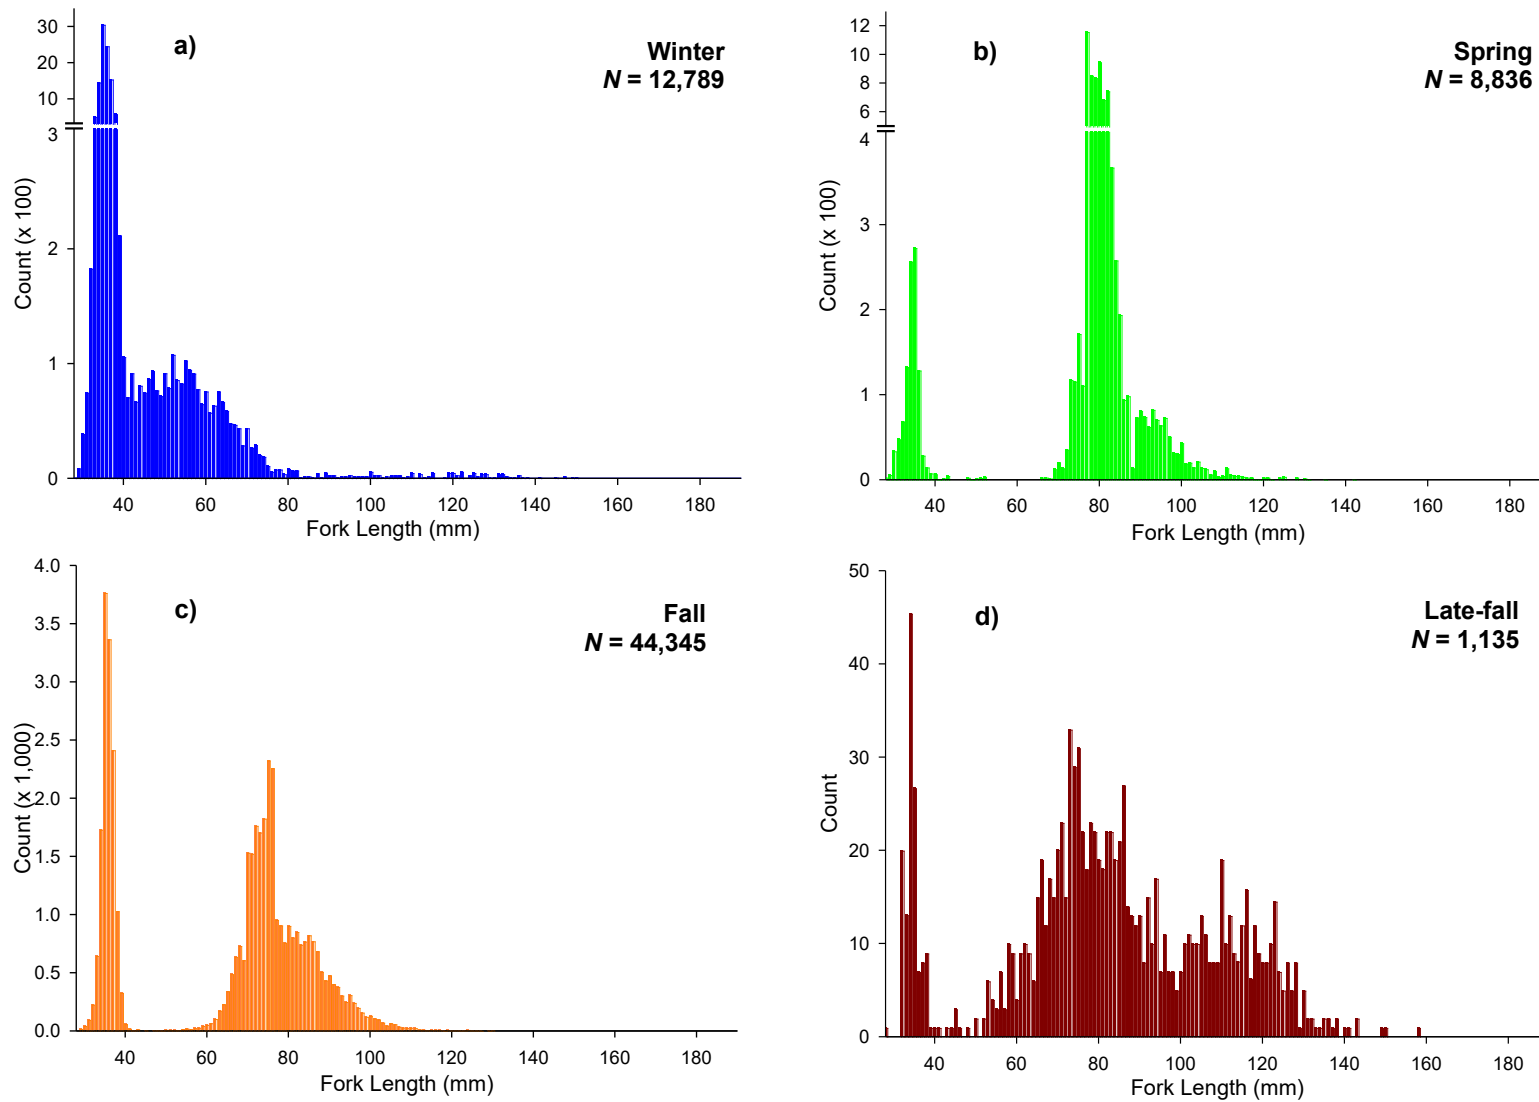 a)
Winter
N = 12,789
30
20
10
3
2
1
0
Count (x 100)
40 60 80 100 120 140 160 180
Fork Length (mm)
b)
Spring
N = 8,836
12
10
8
6
4
3
2
1
0
Count (x 100)
40 60 80 100 120 140 160 180
Fork Length (mm)
c)
Fall
N = 44,345
4.0
3.5
3.0
2.5
2.0
1.5
1.0
0.5
0.0
Count (x 1,000)
40 60 80 100 120 140 160 180
Fork Length (mm)
d)
Late-fall
N = 1,135
50
40
30
20
10
0
Count
40 60 80 100 120 140 160 180
Fork Length (mm)